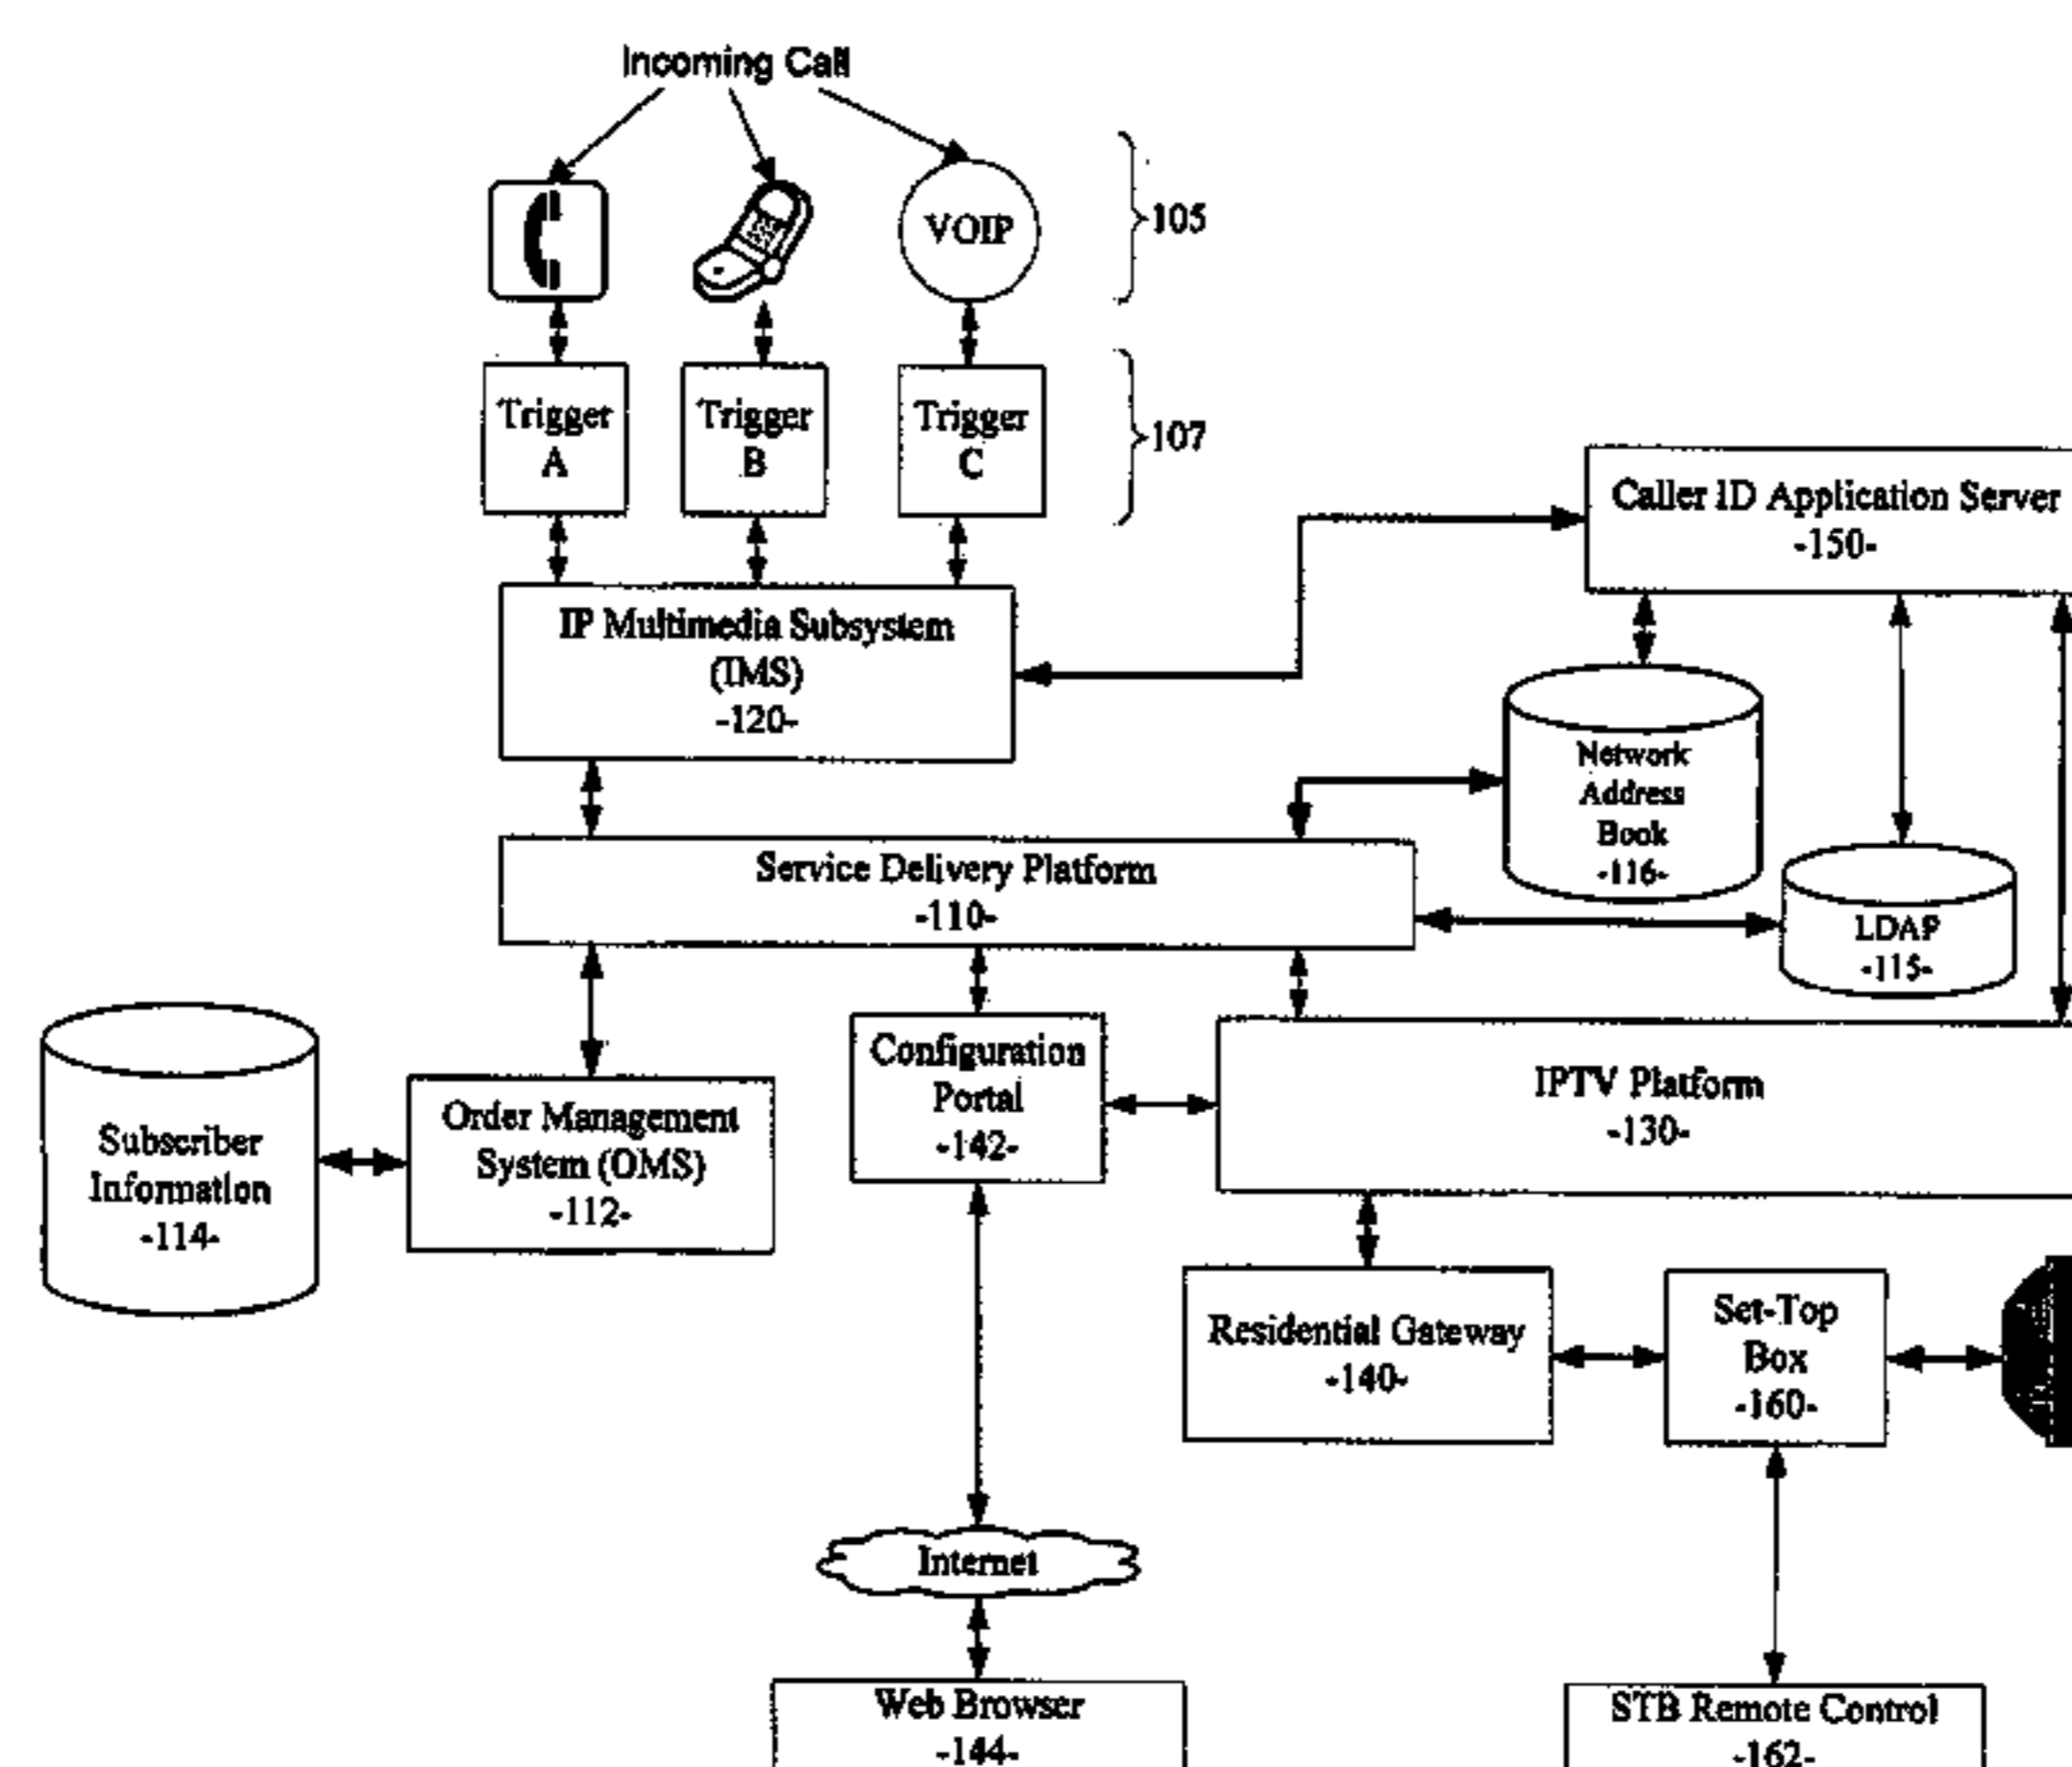 Incoming Call
VOIP
105
Trigger
A
Trigger
B
Trigger
C
107
Caller ID Application Server
-150-
IP Multimedia Subsystem
(IMS)
-120-
Network
Address
Book
-116-
Service Delivery Platform
-110-
LDAP
-115-
Configuration
Portal
-142-
IPTV Platform
-130-
Subscriber
Information
-114-
Order Management
System (OMS)
-112-
Residential Gateway
-140-
Set-Top
Box
-160-
Internet
Web Browser
-144-
STB Remote Control
-162-